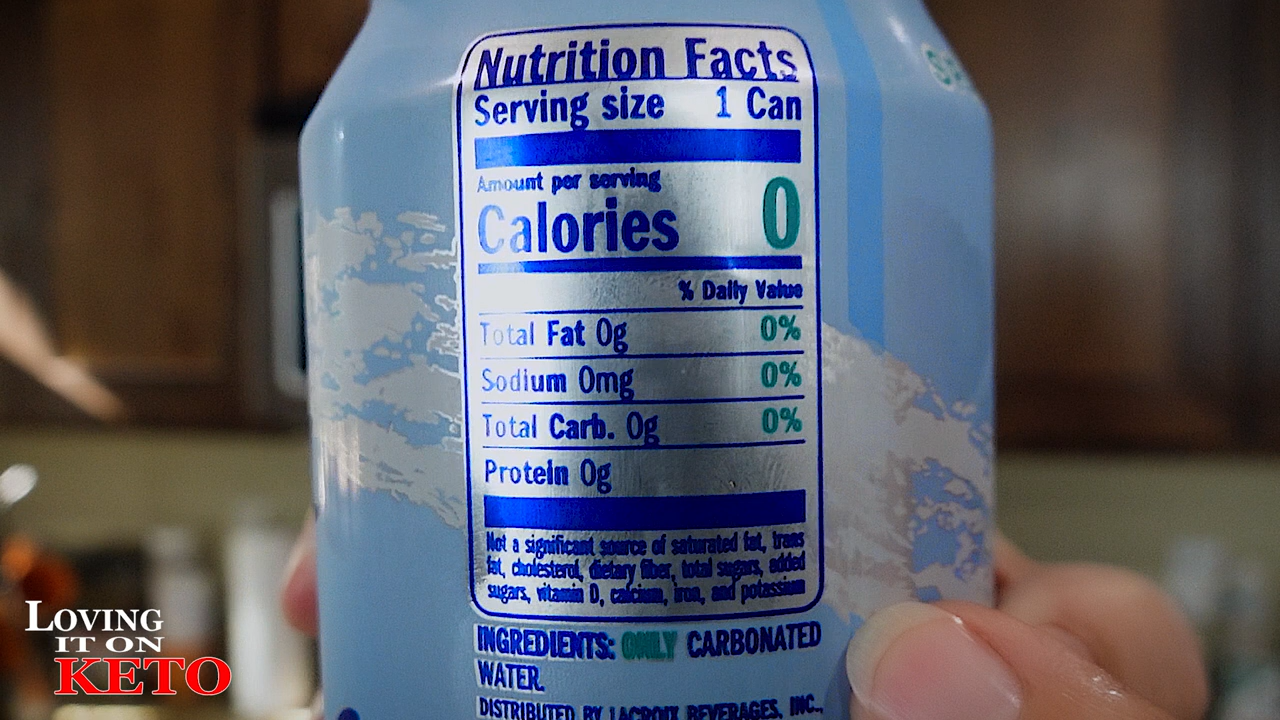 Nutrition Facts
Serving size 1 Can
Amount per serving
Calories 0
% Daily Value
Total Fat 0g 0%
Sodium 0mg 0%
Total Carb. 0g 0%
Protein 0g
Not a significant source of saturated fat, trans
fat, cholesterol, dietary fiber, total sugars, added
sugars, vitamin D, calcium, iron, and potassium
INGREDIENTS: ONLY CARBONATED
WATER.
DISTRIBUTED BY LACROIX BEVERAGES, INC.,
LOVING
IT ON
KETO